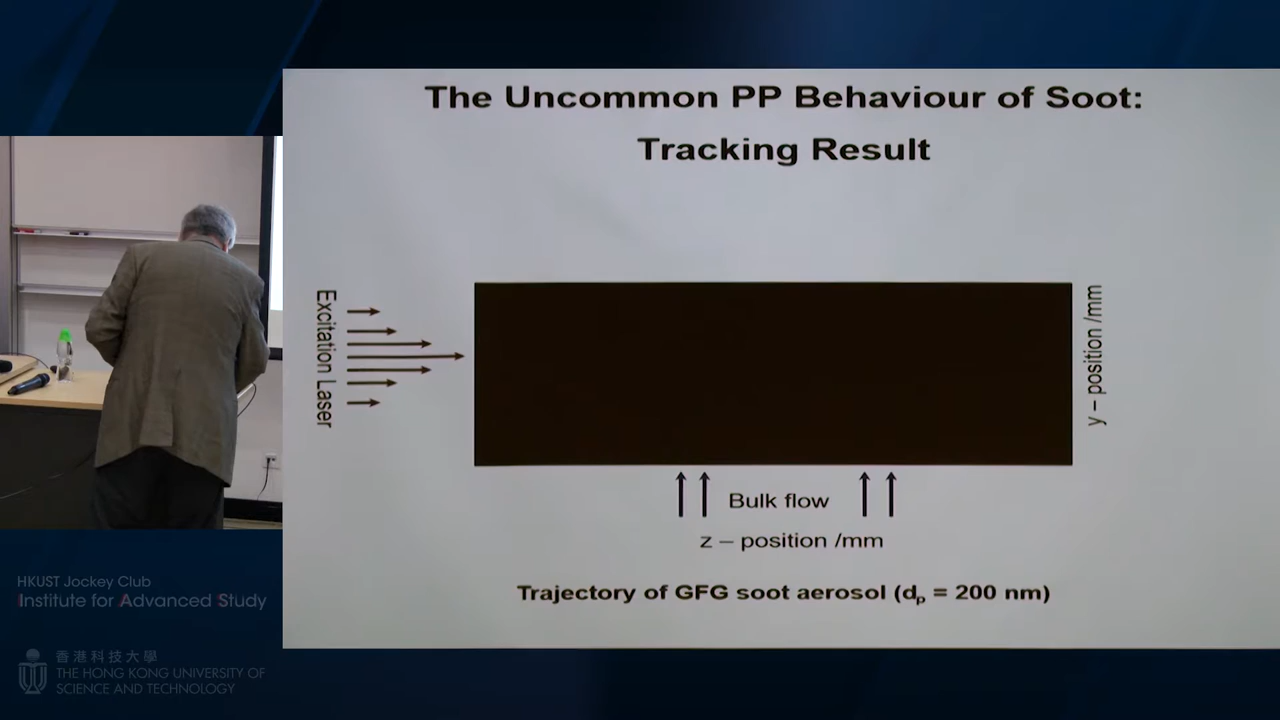 The Uncommon PP Behaviour of Soot:
Tracking Result
Excitation Laser
y – position /mm
Bulk flow
z – position /mm
Trajectory of GFG soot aerosol (dp = 200 nm)
HKUST Jockey Club
Institute for Advanced Study
香港科技大學
THE HONG KONG UNIVERSITY OF
SCIENCE AND TECHNOLOGY